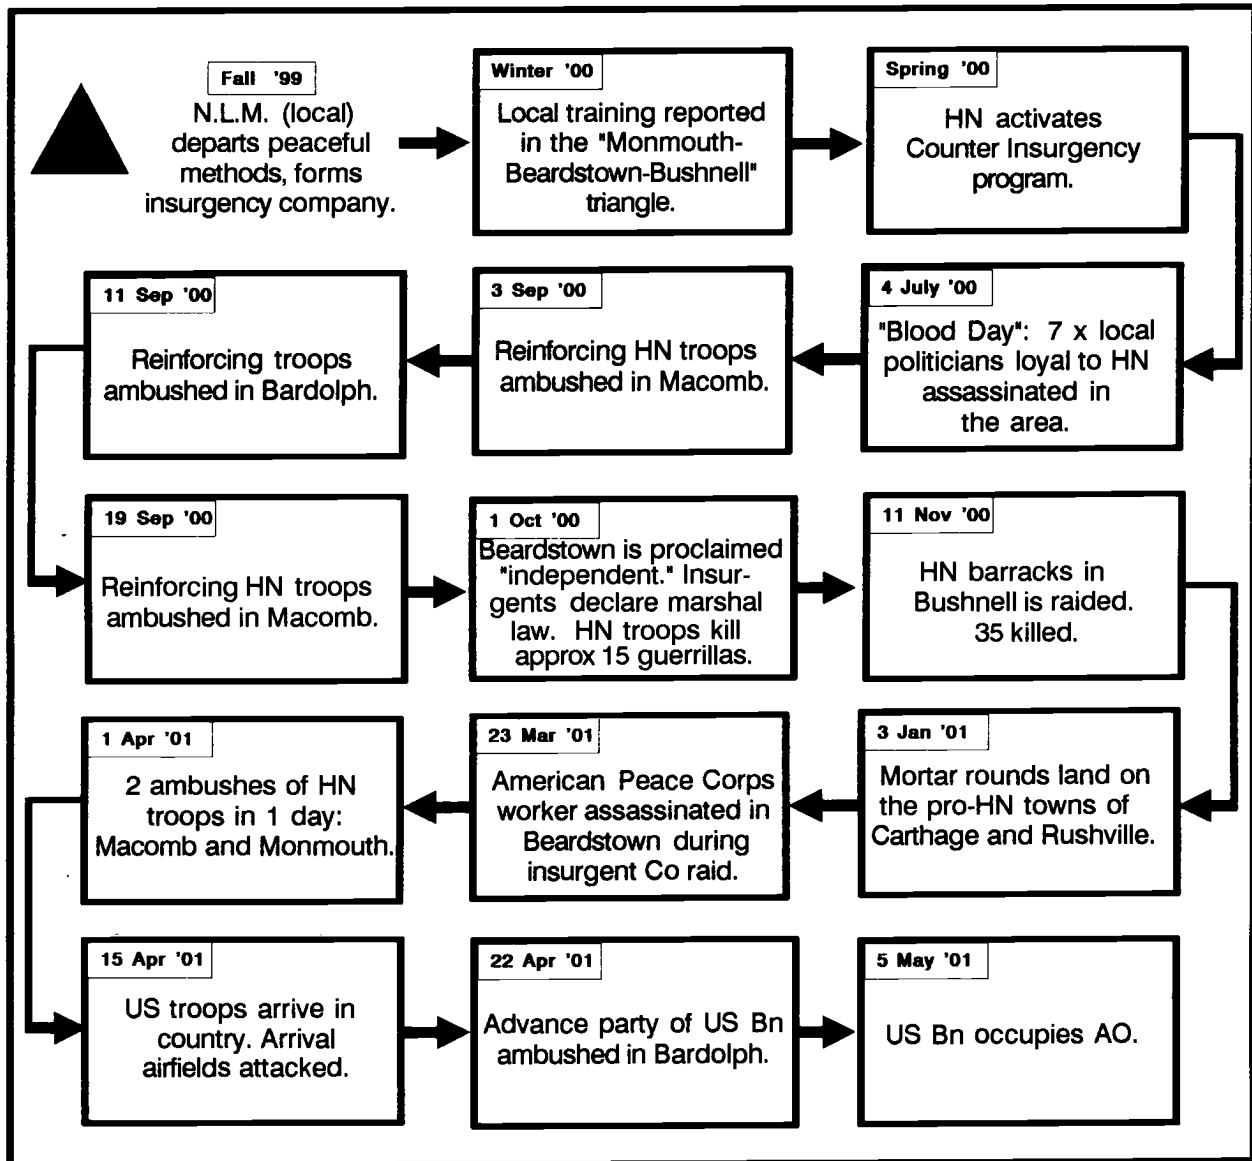 Fall '99
N.L.M. (local)
departs peaceful
methods, forms
insurgency company.
Winter '00
Local training reported
in the "Monmouth-
Beardstown-Bushnell"
triangle.
Spring '00
HN activates
Counter Insurgency
program.
4 July '00
"Blood Day": 7 x local
politicians loyal to HN
assassinated in
the area.
3 Sep '00
Reinforcing HN troops
ambushed in Macomb.
11 Sep '00
Reinforcing troops
ambushed in Bardolph.
19 Sep '00
Reinforcing HN troops
ambushed in Macomb.
1 Oct '00
Beardstown is proclaimed
"independent." Insur-
gents declare marshal
law. HN troops kill
approx 15 guerrillas.
11 Nov '00
HN barracks in
Bushnell is raided.
35 killed.
3 Jan '01
Mortar rounds land on
the pro-HN towns of
Carthage and Rushville.
23 Mar '01
American Peace Corps
worker assassinated in
Beardstown during
insurgent Co raid.
1 Apr '01
2 ambushes of HN
troops in 1 day:
Macomb and Monmouth.
15 Apr '01
US troops arrive in
country. Arrival
airfields attacked.
22 Apr '01
Advance party of US Bn
ambushed in Bardolph.
5 May '01
US Bn occupies AO.